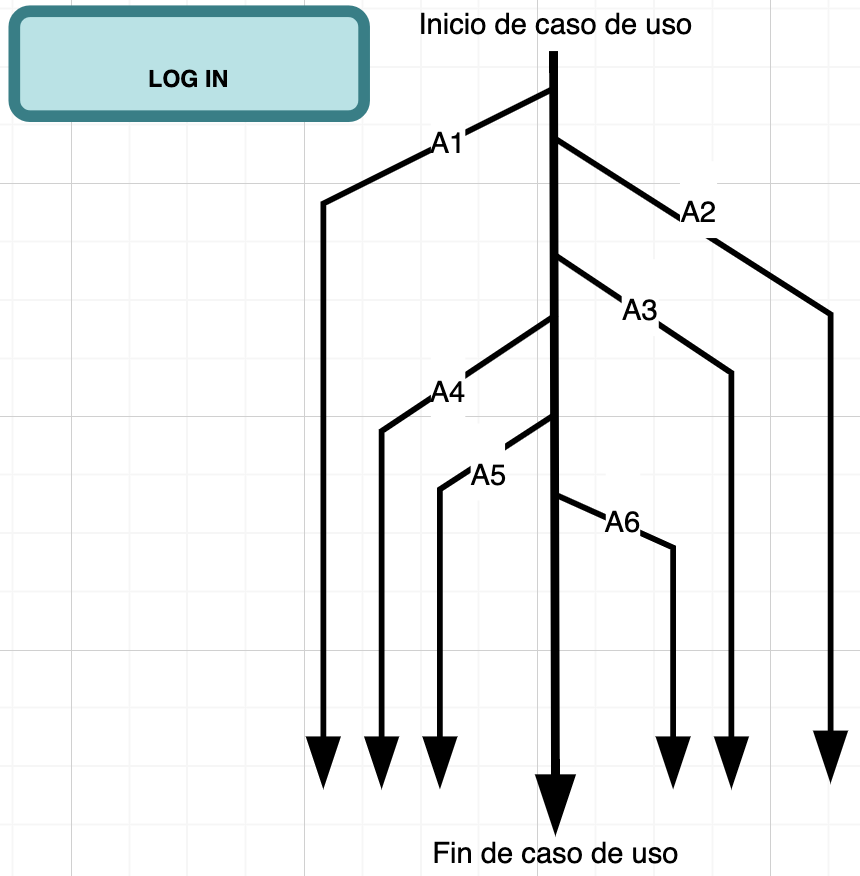 LOG IN
Inicio de caso de uso
A1
A2
A3
A4
A5
A6
Fin de caso de uso